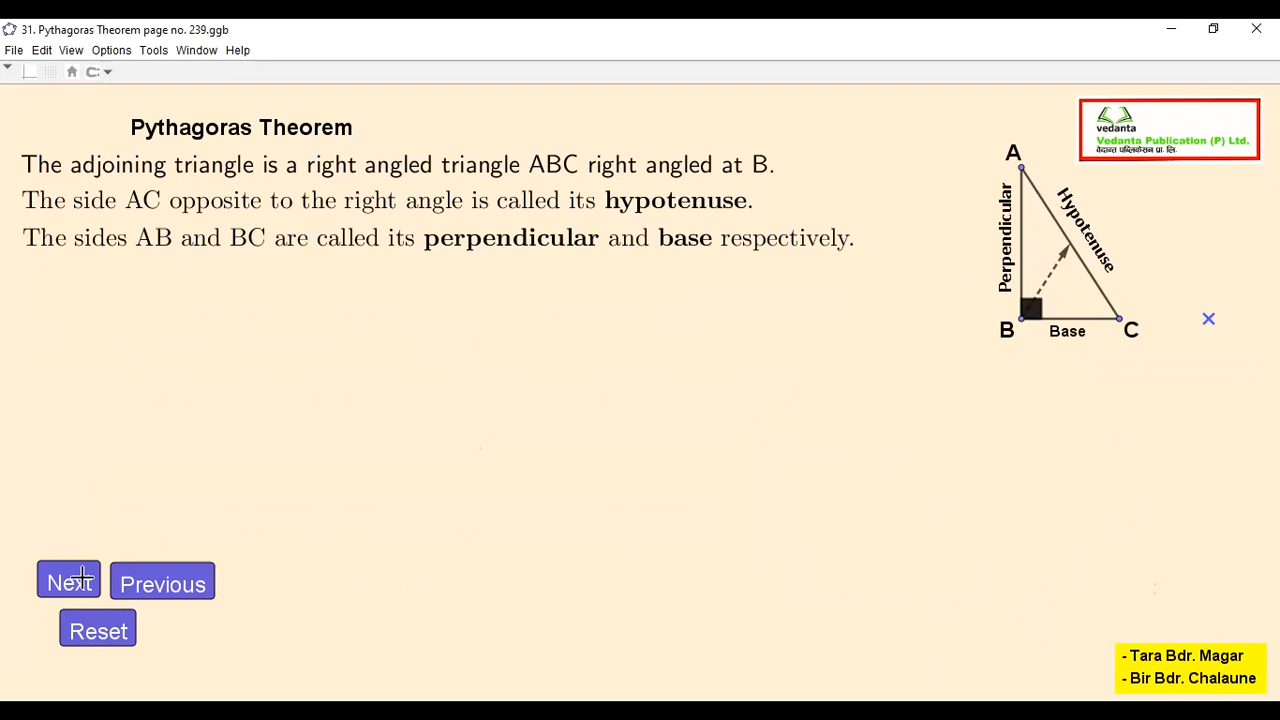 31. Pythagoras Theorem page no. 239.ggb
File Edit View Options Tools Window Help
Pythagoras Theorem
vedanta
Vedanta Publication (P) Ltd.
वेदान्त पब्लिकेसन प्रा. लि.
The adjoining triangle is a right angled triangle ABC right angled at B.
The side AC opposite to the right angle is called its hypotenuse.
The sides AB and BC are called its perpendicular and base respectively.
A
Perpendicular
Hypotenuse
B
Base
C
Next Previous
Reset
- Tara Bdr. Magar
- Bir Bdr. Chalaune